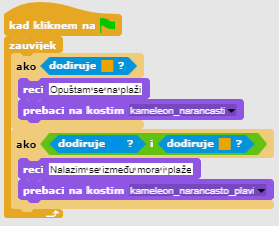 kad kliknem na
zauvijek
ako dodiruje ?
reci Opuštam se na plaži
prebaci na kostim kameleon_narancasti
ako dodiruje ? i dodiruje ?
reci Nalazim se između mora i plaže
prebaci na kostim kameleon_narancasto_plavi